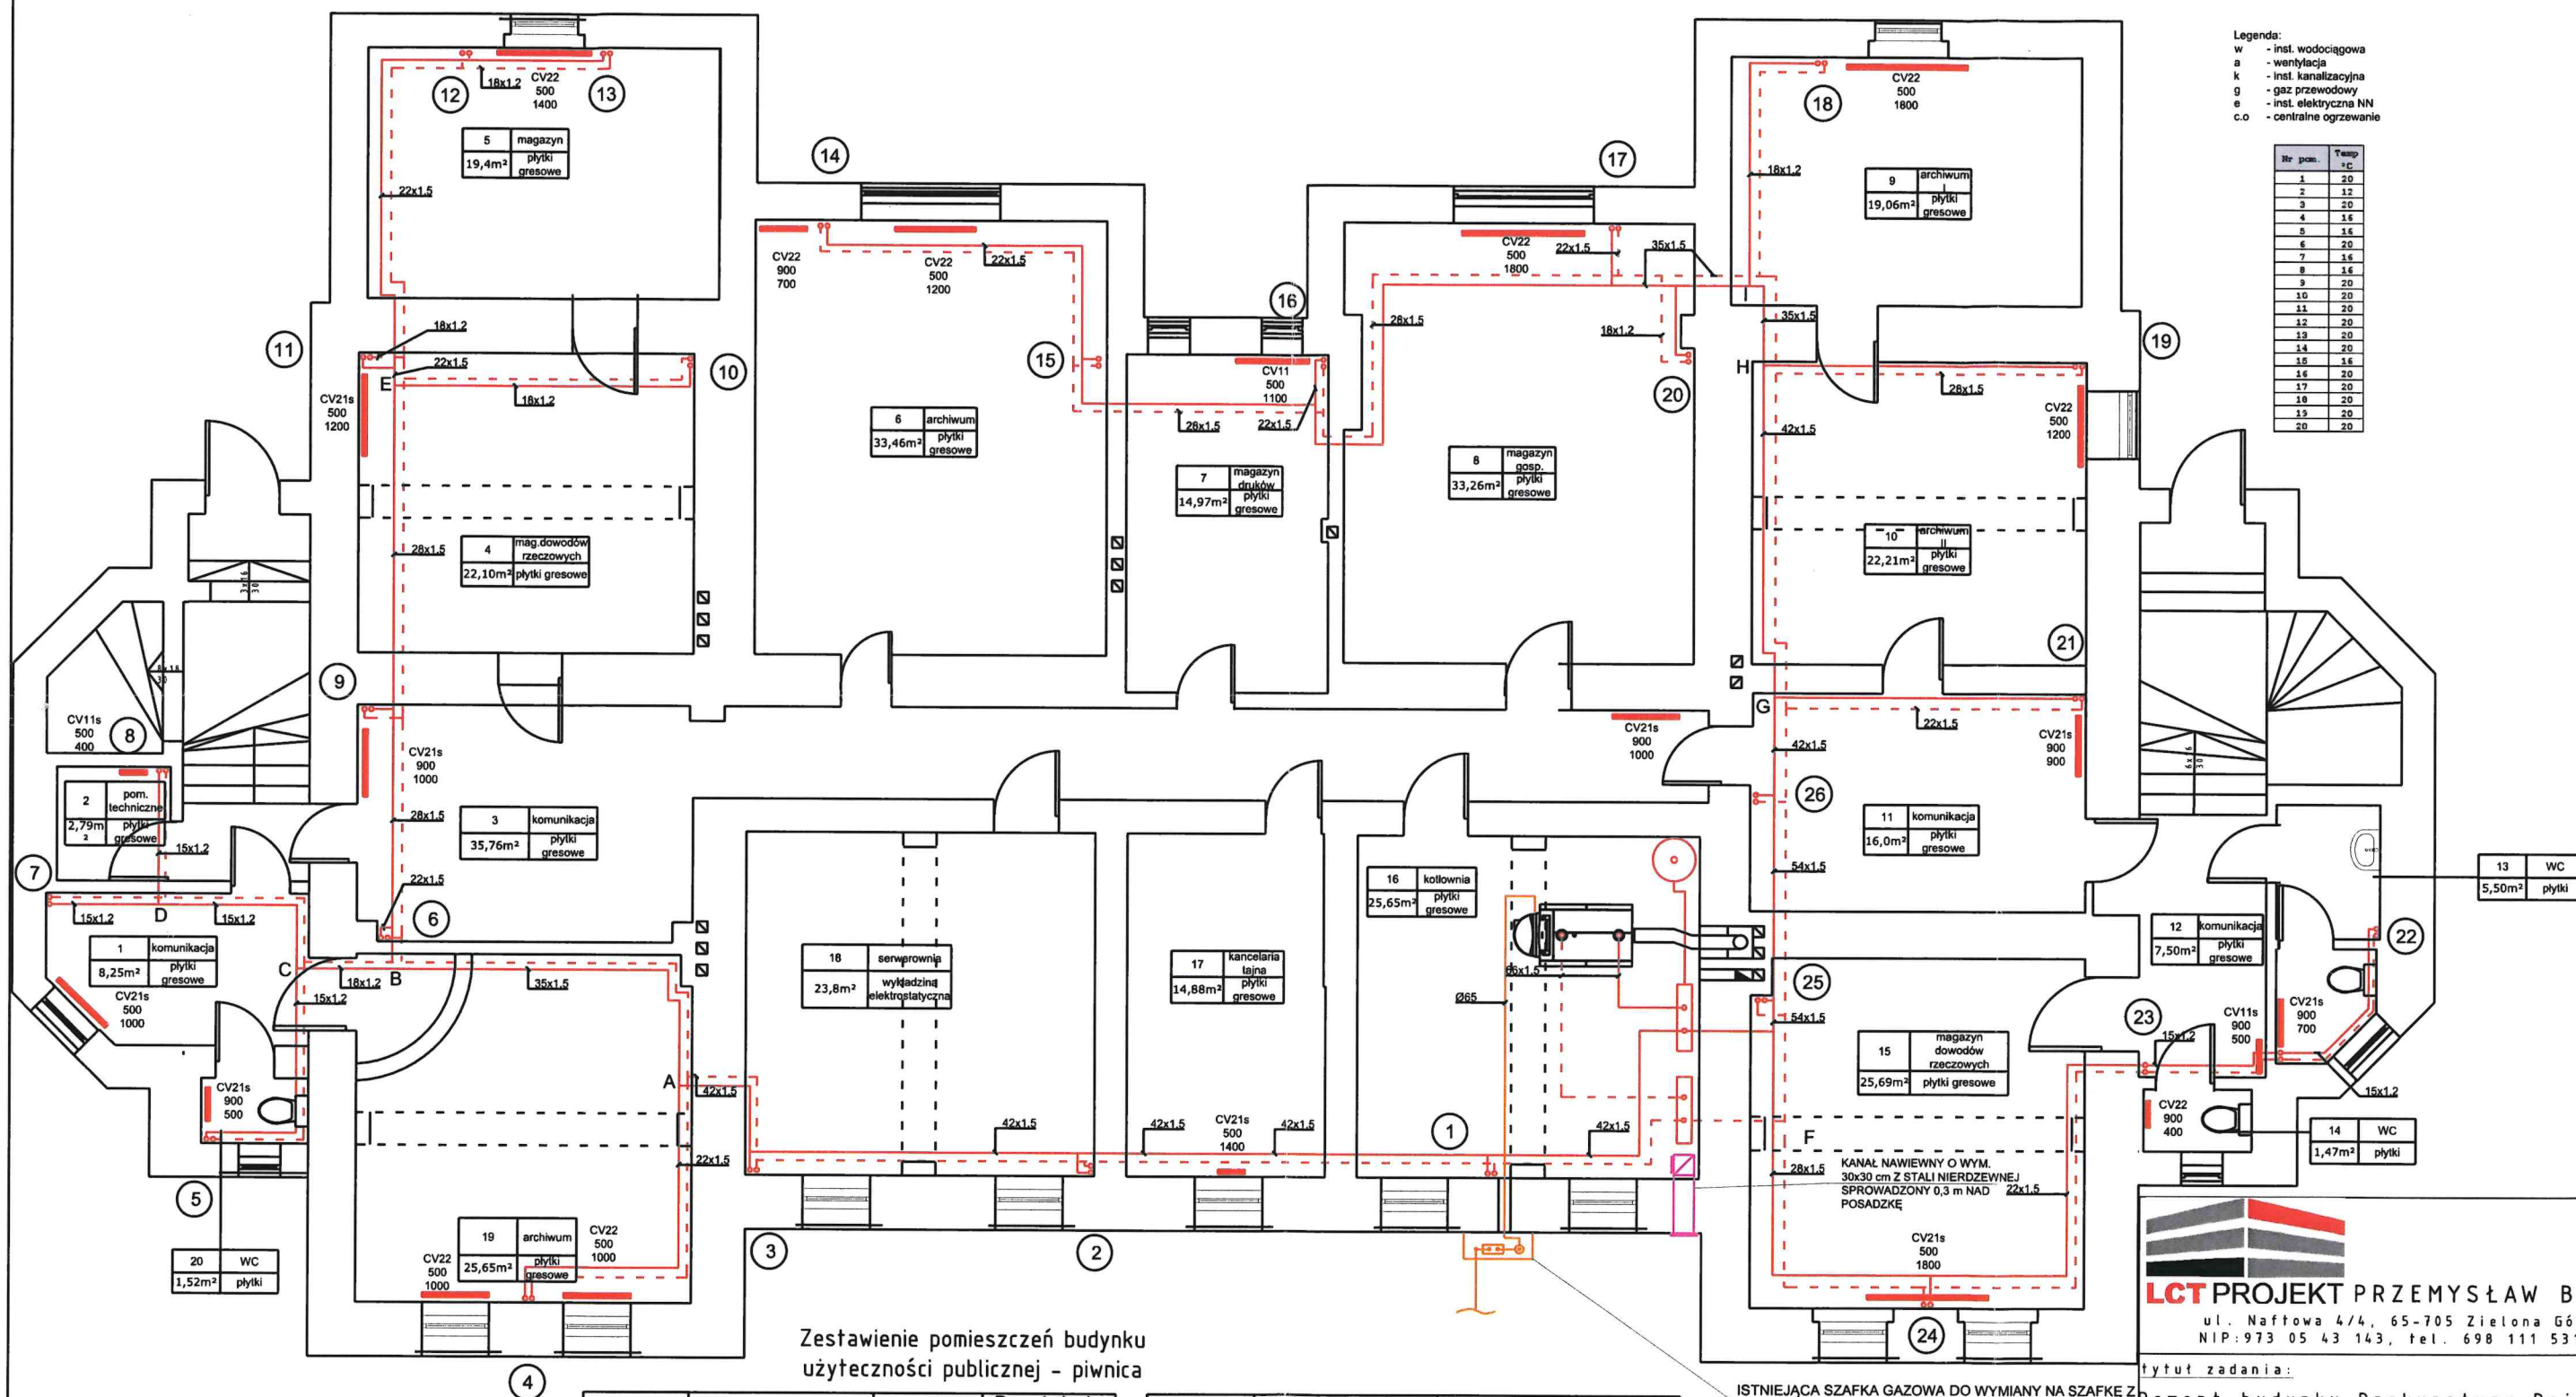 Legenda:
w - inst. wodociągowa
a - wentylacja
k - inst. kanalizacyjna
g - gaz przewodowy
e - inst. elektryczna NN
c.o - centralne ogrzewanie
Nr pom. Temp °C
1 20
2 12
3 20
4 16
5 16
6 20
7 16
8 16
9 20
10 20
11 20
12 20
13 20
14 20
15 16
16 20
17 20
18 20
19 20
20 20
12
18x1.2
CV22
500
1400
13
5 magazyn
19,4m² płytki
gresowe
22x1.5
14
17
18
CV22
500
1800
18x1.2
9 archiwum
I
19,06m² płytki
gresowe
11
18x1.2
22x1.5
E
18x1.2
10
CV21s
500
1200
4 mag.dowodów
rzeczowych
22,10m² płytki gresowe
28x1.5
CV22
900
700
CV22
500
1200
22x1.5
15
6 archiwum
33,46m² płytki
gresowe
16
CV11
500
1100
28x1.5
22x1.5
7 magazyn
druków
14,97m² płytki
gresowe
CV22
500
1800
22x1.5
35x1.5
28x1.5
18x1.2
20
8 magazyn
gosp.
33,26m² płytki
gresowe
35x1.5
H
28x1.5
19
42x1.5
CV22
500
1200
10 archiwum
II
22,21m² płytki
gresowe
21
3x16
30
8x18
30
9
CV11s
500
400
8
2 pom.
techniczne
2,79m² płytki
gresowe
15x1.2
7
CV21s
900
1000
28x1.5
3 komunikacja
35,76m² płytki
gresowe
22x1.5
6
CV21s
900
1000
G
22x1.5
42x1.5
CV21s
900
900
26
11 komunikacja
16,0m² płytki
gresowe
54x1.5
6x16
30
13 WC
5,50m² płytki
15x1.2
D
15x1.2
1 komunikacja
8,25m² płytki
gresowe
C
18x1.2
B
35x1.5
15x1.2
CV21s
500
1000
CV21s
900
500
5
20 WC
1,52m² płytki
A
42x1.5
22x1.5
19 archiwum
25,65m² płytki
gresowe
CV22
500
1000
CV22
500
1000
4
18 serwerownia
23,8m² wykładzina
elektrostatyczna
42x1.5
3
2
17 kancelaria
tajna
14,88m² płytki
gresowe
42x1.5
CV21s
500
1400
42x1.5
16 kotłownia
25,65m² płytki
gresowe
Ø65
1
42x1.5
25
54x1.5
15 magazyn
dowodów
rzeczowych
25,69m² płytki gresowe
F
28x1.5
KANAŁ NAWIEWNY O WYM.
30x30 cm Z STALI NIERDZEWNEJ
SPROWADZONY 0,3 m NAD
POSADZKĘ
22x1.5
CV21s
500
1800
24
12 komunikacja
7,50m² płytki
gresowe
22
23
15x1.2
CV11s
900
500
CV21s
900
700
15x1.2
CV22
900
400
14 WC
1,47m² płytki
Zestawienie pomieszczeń budynku
użyteczności publicznej - piwnica
LCT PROJEKT PRZEMYSŁAW B
ul. Naftowa 4/4, 65-705 Zielona Gó
NIP:973 05 43 143, tel. 698 111 531
tytuł zadania:
ISTNIEJĄCA SZAFKA GAZOWA DO WYMIANY NA SZAFKĘ Z